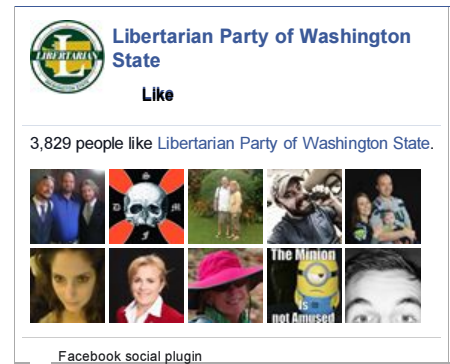 LIBERTARIAN
Libertarian Party of Washington
State
Like
3,829 people like Libertarian Party of Washington State.
S
D M
The Minion
is
not Amused
Facebook social plugin